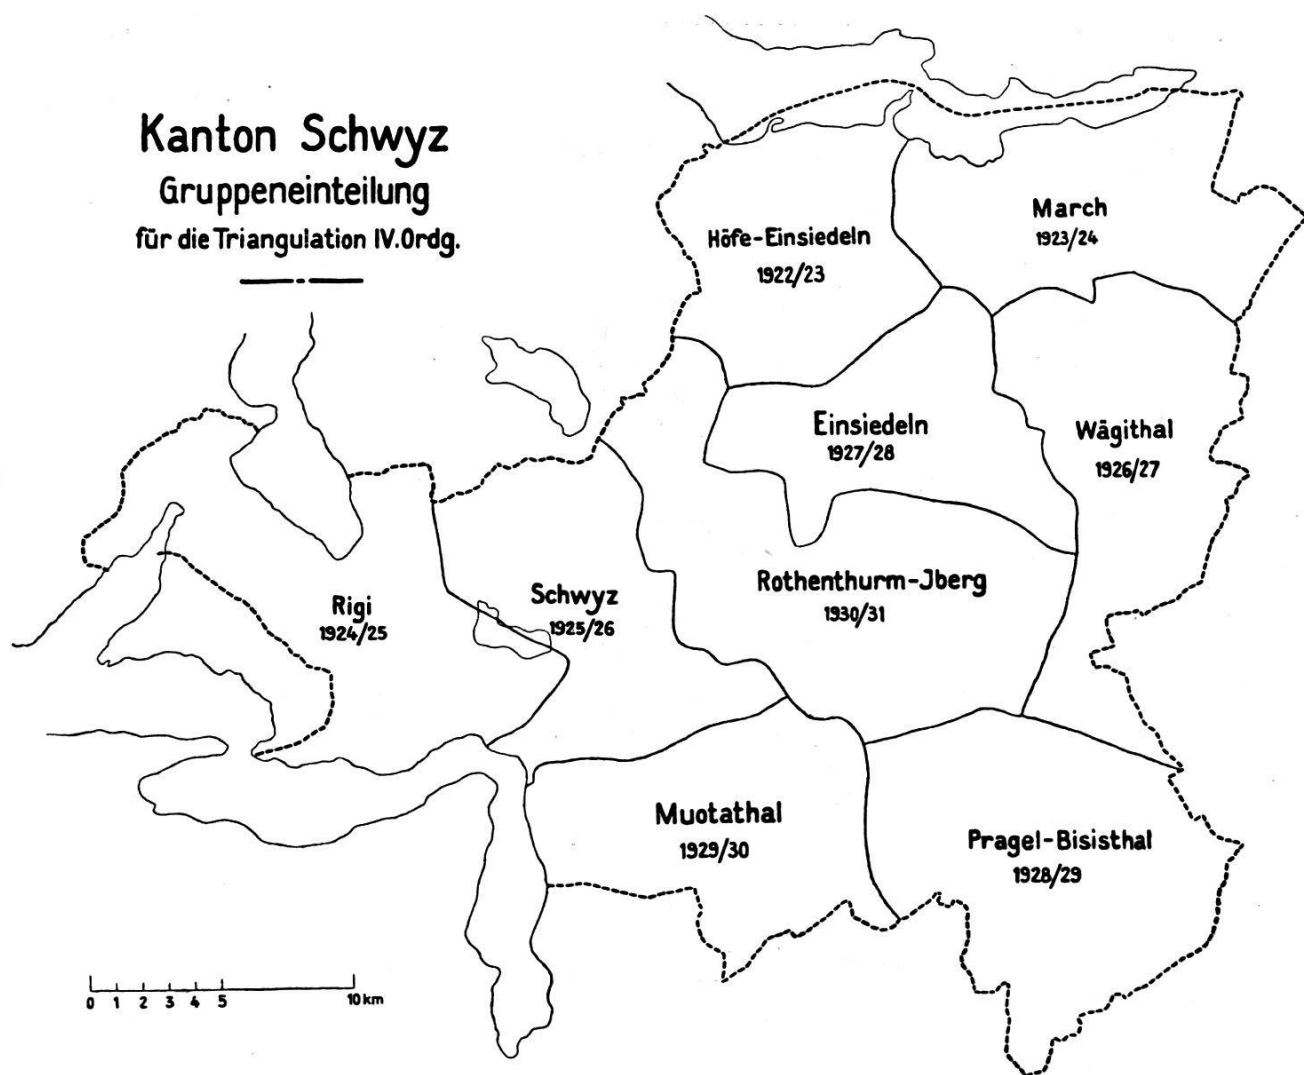 Kanton Schwyz
Gruppeneinteilung
für die Triangulation IV. Ordg.
Höfe-Einsiedeln
1922/23
March
1923/24
Einsiedeln
1927/28
Wägithal
1926/27
Rigi
1924/25
Schwyz
1925/26
Rothenthurm-Jberg
1930/31
Muotathal
1929/30
Pragel-Bisisthal
1928/29
0 1 2 3 4 5 10 km